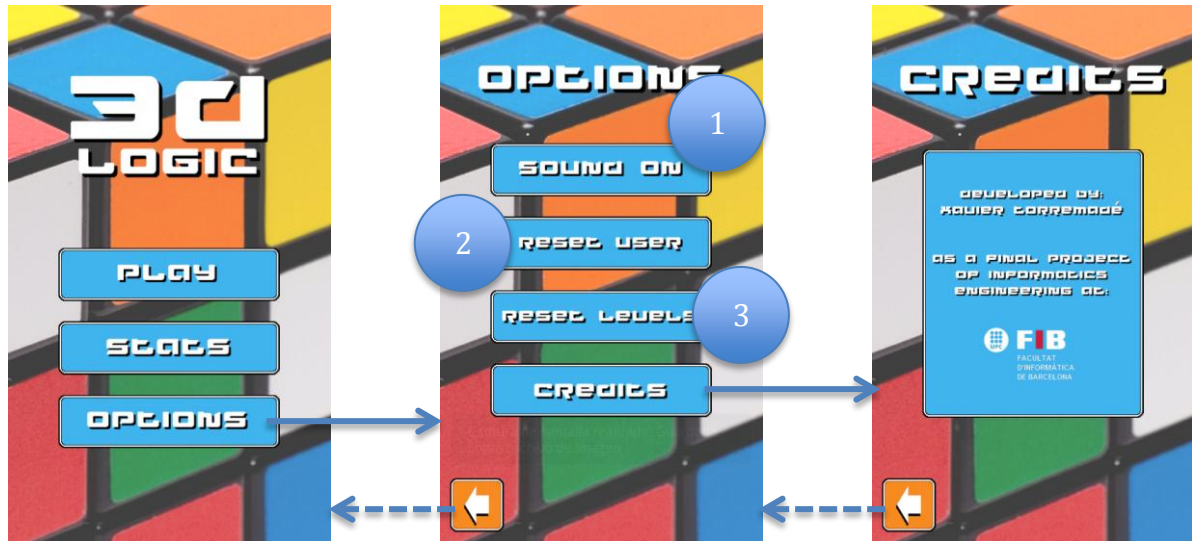 3d
LOGIC
PLAY
STATS
OPTIONS
OPTIONS
1
SOUND ON
2
RESET USER
RESET LEVELS
3
CREDITS
CREDITS
DEVELOPED BY:
XAVIER TORREMADÉ
AS A FINAL PROJECT
OF INFORMATICS
ENGINEERING AT:
UPC
FIB
FACULTAT
D'INFORMÀTICA
DE BARCELONA